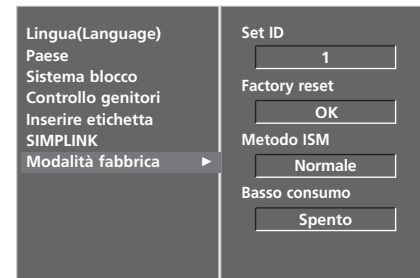 Lingua(Language)
Paese
Sistema blocco
Controllo genitori
Inserire etichetta
SIMPLINK
Modalità fabbrica ►
Set ID
1
Factory reset
OK
Metodo ISM
Normale
Basso consumo
Spento